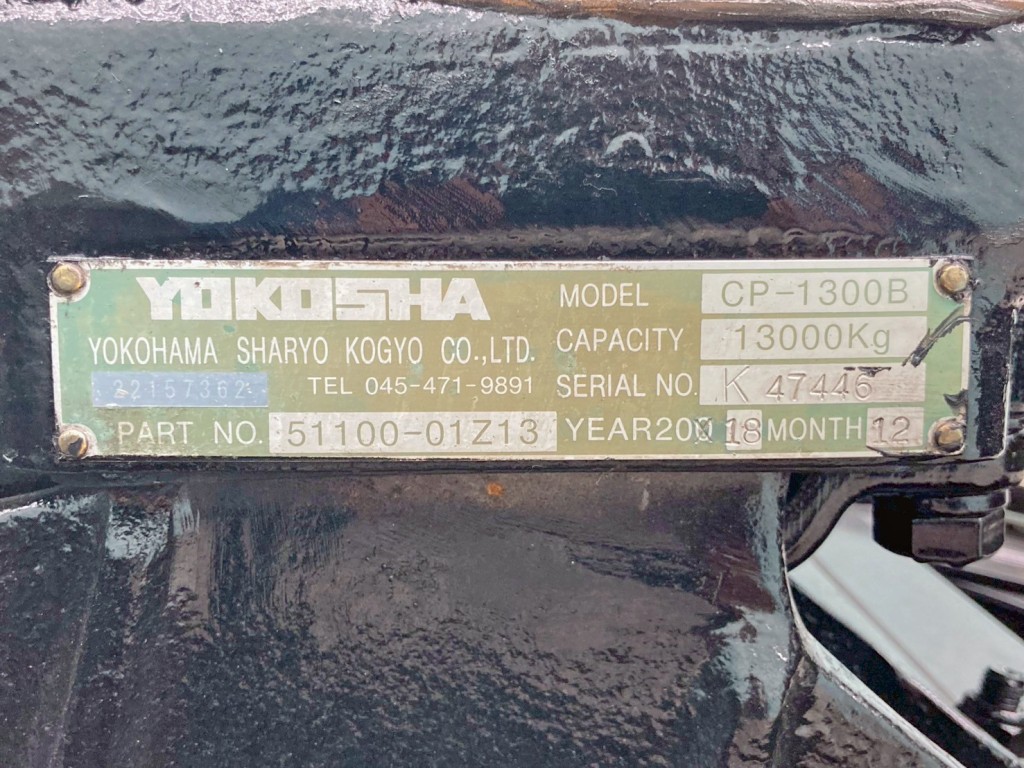 YOKOSHA
YOKOHAMA SHARYO KOGYO CO.,LTD.
22157362
TEL 045-471-9891
PART NO. 51100-01Z13
MODEL CP-1300B
CAPACITY 13000Kg
SERIAL NO. K 47446
YEAR200 18 MONTH 12